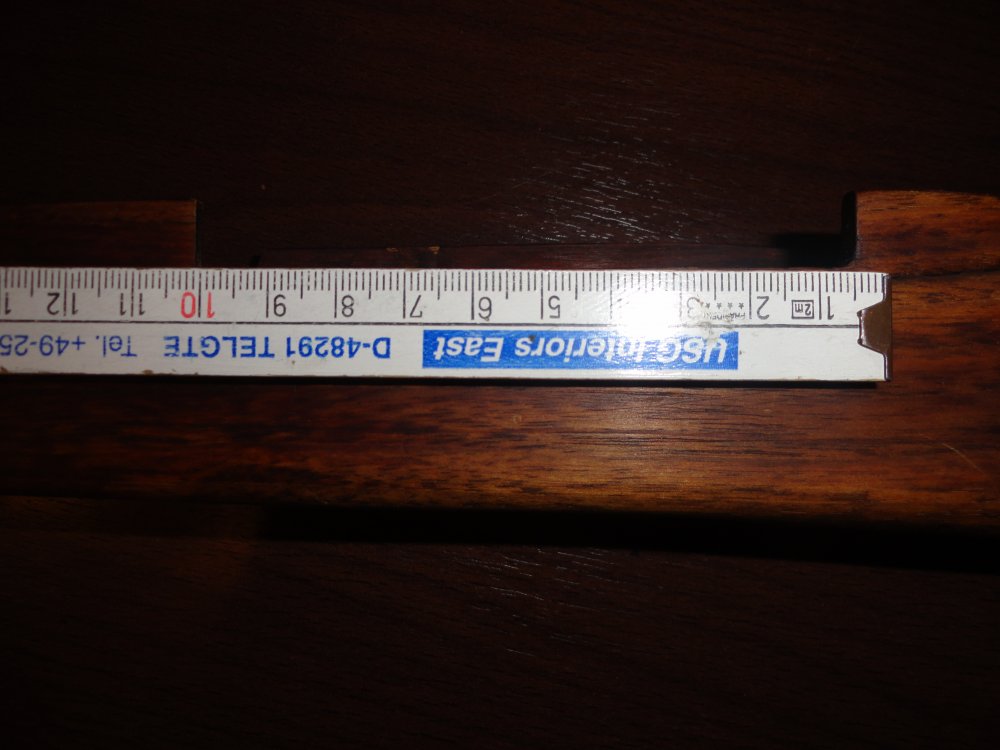 USG Interiors East D-48291 TELGTE Tel. +49-25
1 2m 2 3 5 6 7 8 9 10 11 12 1